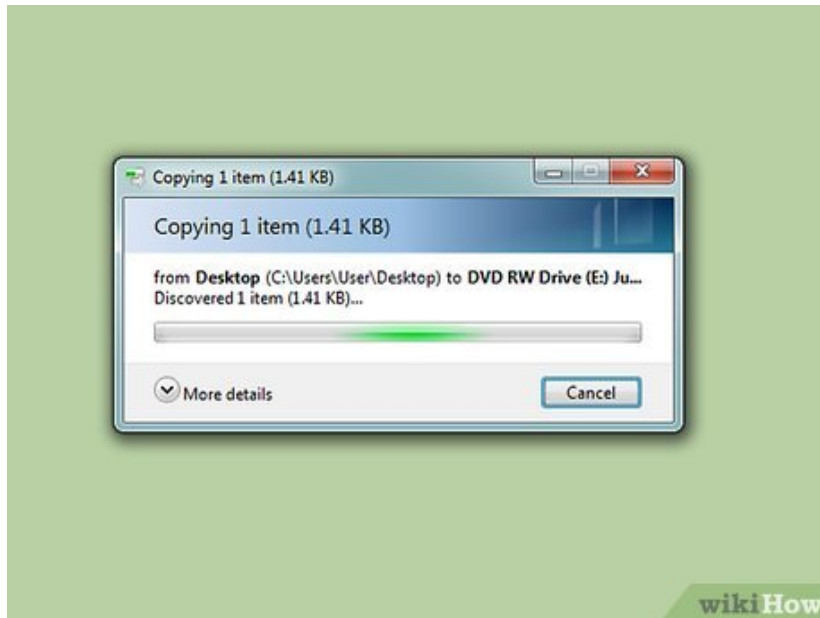 Copying 1 item (1.41 KB)
Copying 1 item (1.41 KB)
from Desktop (C:\Users\User\Desktop) to DVD RW Drive (E:) Ju...
Discovered 1 item (1.41 KB)...
More details
Cancel
wikiHow